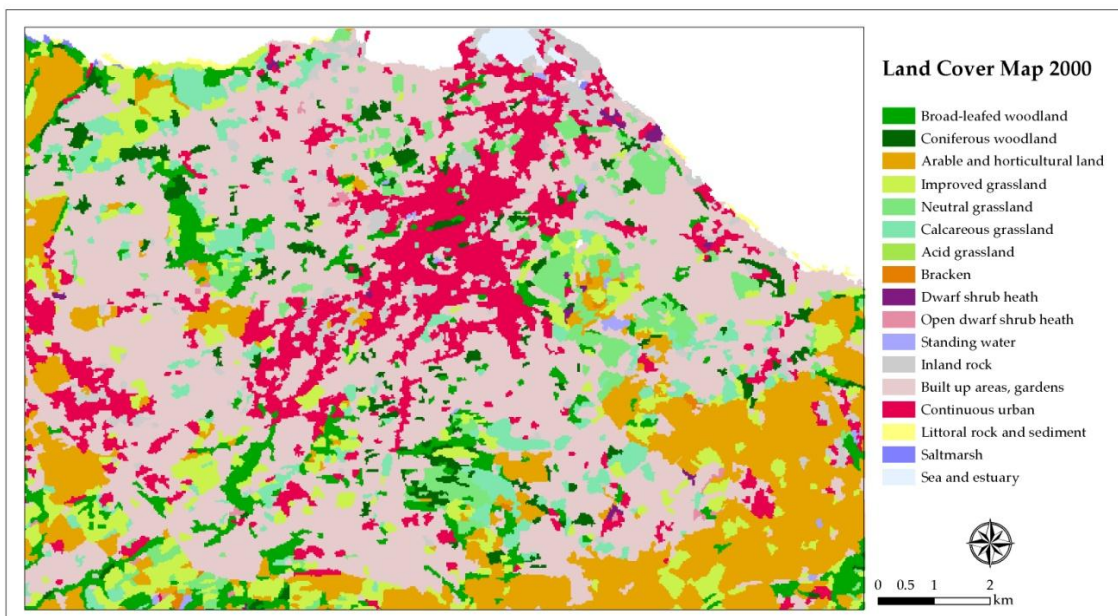 Land Cover Map 2000
Broad-leafed woodland
Coniferous woodland
Arable and horticultural land
Improved grassland
Neutral grassland
Calcareous grassland
Acid grassland
Bracken
Dwarf shrub heath
Open dwarf shrub heath
Standing water
Inland rock
Built up areas, gardens
Continuous urban
Littoral rock and sediment
Saltmarsh
Sea and estuary
0 0.5 1 2
km